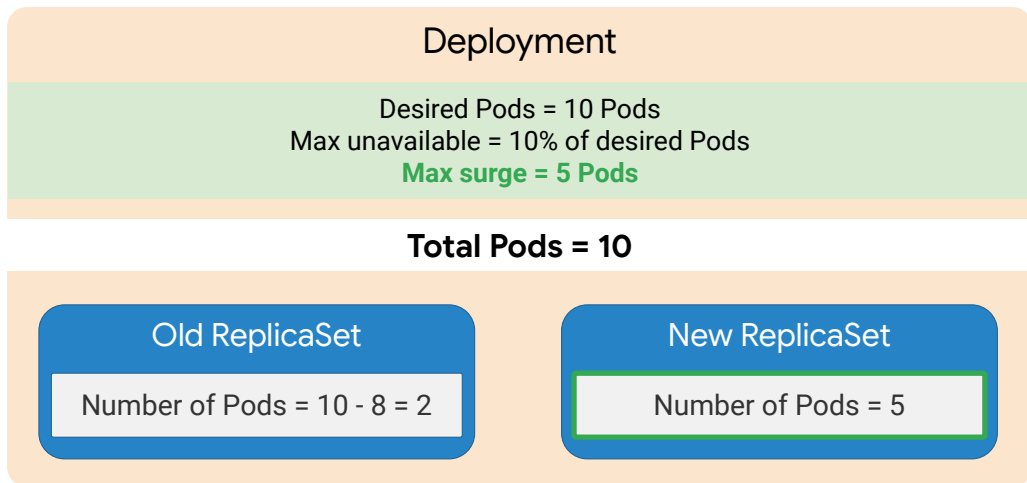 Deployment
Desired Pods = 10 Pods
Max unavailable = 10% of desired Pods
Max surge = 5 Pods
Total Pods = 10
Old ReplicaSet
Number of Pods = 10 - 8 = 2
New ReplicaSet
Number of Pods = 5